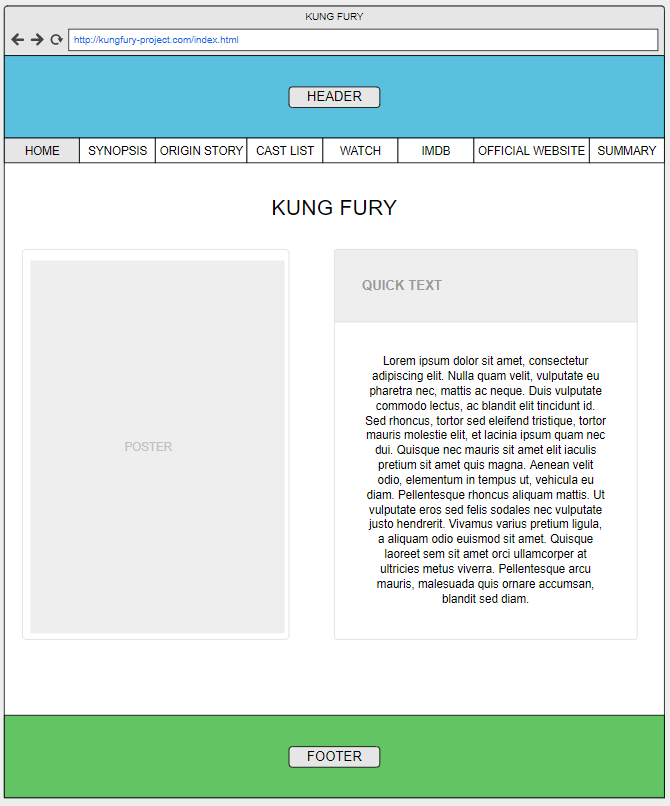 KUNG FURY
http://kungfury-project.com/index.html
HEADER
HOME SYNOPSIS ORIGIN STORY CAST LIST WATCH IMDB OFFICIAL WEBSITE SUMMARY
KUNG FURY
POSTER
QUICK TEXT
Lorem ipsum dolor sit amet, consectetur
adipiscing elit. Nulla quam velit, vulputate eu
pharetra nec, mattis ac neque. Duis vulputate
commodo lectus, ac blandit elit tincidunt id.
Sed rhoncus, tortor sed eleifend tristique, tortor
mauris molestie elit, et lacinia ipsum quam nec
dui. Quisque nec mauris sit amet elit iaculis
pretium sit amet quis magna. Aenean velit
odio, elementum in tempus ut, vehicula eu
diam. Pellentesque rhoncus aliquam mattis. Ut
vulputate eros sed felis sodales nec vulputate
justo hendrerit. Vivamus varius pretium ligula,
a aliquam odio euismod sit amet. Quisque
laoreet sem sit amet orci ullamcorper at
ultricies metus viverra. Pellentesque arcu
mauris, malesuada quis ornare accumsan,
blandit sed diam.
FOOTER